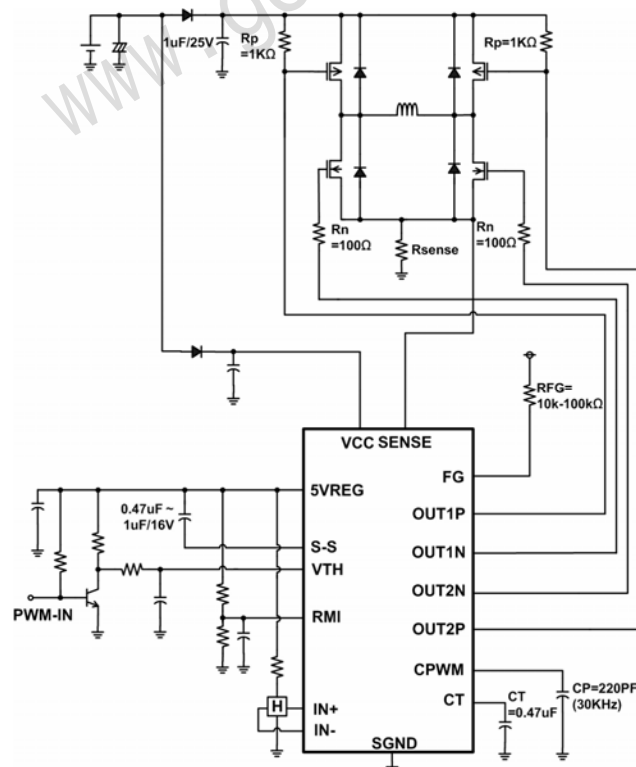 www.go
1uF/25V
Rp
=1KΩ
Rp=1KΩ
Rn
=100Ω
Rsense
Rn
=100Ω
RFG=
10k-100kΩ
VCC SENSE
5VREG
FG
0.47uF ~
1uF/16V
OUT1P
S-S
OUT1N
VTH
PWM-IN
OUT2N
RMI
OUT2P
CPWM
CP=220PF
(30KHz)
H
IN+
CT
CT
=0.47uF
IN-
SGND